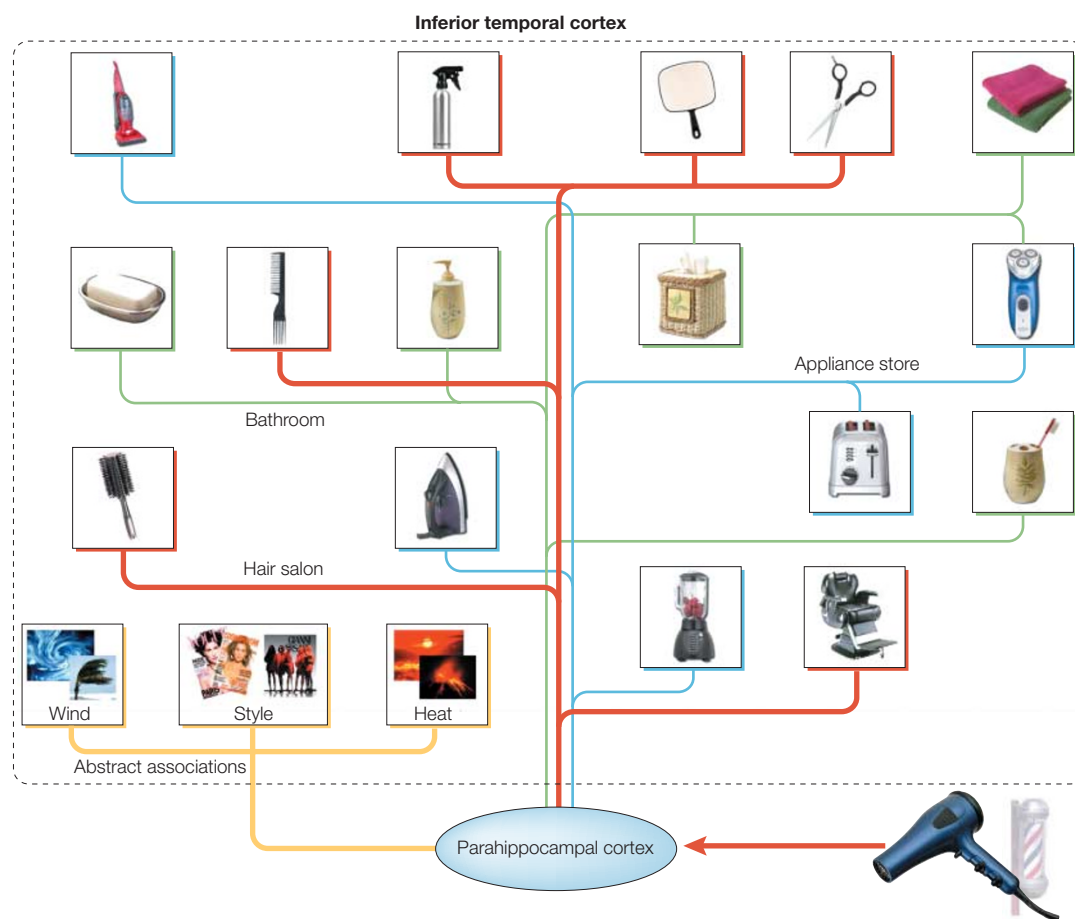 Inferior temporal cortex
Appliance store
Bathroom
Hair salon
Wind
Style
Heat
Abstract associations
Parahippocampal cortex